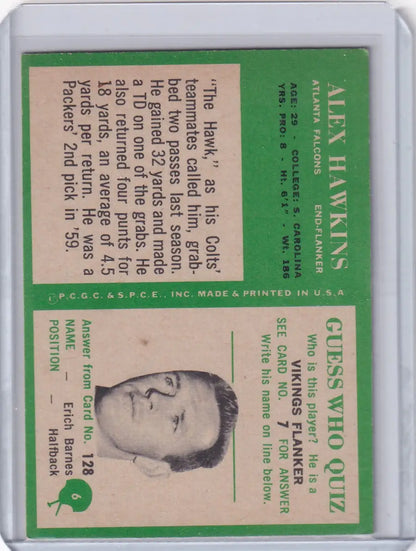 ALEX HAWKINS
ATLANTA FALCONS END-FLANKER
AGE: 29 - COLLEGE: S. CAROLINA
YRS. PRO: 8 - Ht. 6'1" - Wt. 186
"The Hawk," as his Colts'
teammates called him, grab-
bed two passes last season.
He gained 32 yards and made
a TD on one of the grabs. He
also returned four punts for
18 yards, an average of 4.5
yards per return. He was a
Packers' 2nd pick in '59.
©P.C.G.C. & S.P.C.E., INC. MADE & PRINTED IN U.S.A.
GUESS WHO QUIZ
Who is this player? He is a
VIKINGS FLANKER
SEE CARD NO. 7 FOR ANSWER
Write his name on line below.
Answer from Card No. 128
NAME — Erich Barnes
POSITION — Halfback
6